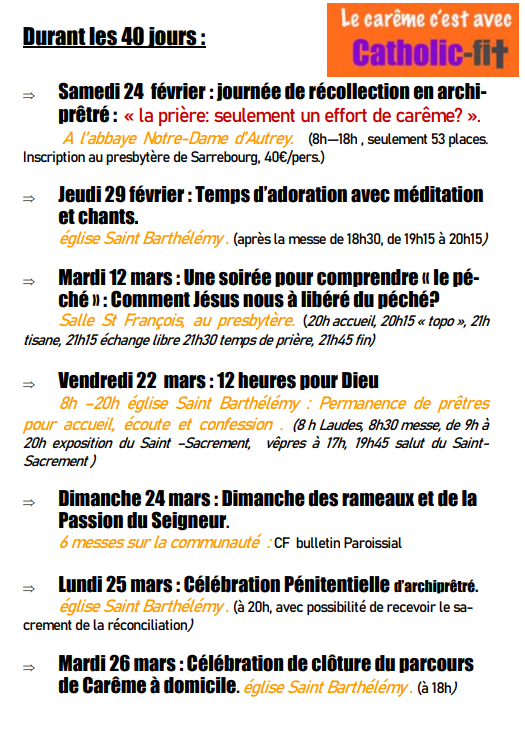 Durant les 40 jours :
Le carême c'est avec
Catholic-fit
⇒ Samedi 24 février : journée de récollection en archi-
prêtré : « la prière: seulement un effort de carême? ».
A l'abbaye Notre-Dame d'Autrey. (8h—18h , seulement 53 places.
Inscription au presbytère de Sarrebourg, 40€/pers.)
⇒ Jeudi 29 février : Temps d'adoration avec méditation
et chants.
église Saint Barthélémy . (après la messe de 18h30, de 19h15 à 20h15)
⇒ Mardi 12 mars : Une soirée pour comprendre « le pé-
ché » : Comment Jésus nous à libéré du péché?
Salle St François, au presbytère. (20h accueil, 20h15 « topo », 21h
tisane, 21h15 échange libre 21h30 temps de prière, 21h45 fin)
⇒ Vendredi 22 mars : 12 heures pour Dieu
8h –20h église Saint Barthélémy : Permanence de prêtres
pour accueil, écoute et confession . (8 h Laudes, 8h30 messe, de 9h à
20h exposition du Saint –Sacrement, vêpres à 17h, 19h45 salut du Saint-
Sacrement )
⇒ Dimanche 24 mars : Dimanche des rameaux et de la
Passion du Seigneur.
6 messes sur la communauté : CF bulletin Paroissial
⇒ Lundi 25 mars : Célébration Pénitentielle d'archiprêtré.
église Saint Barthélémy . (à 20h, avec possibilité de recevoir le sa-
crement de la réconciliation)
⇒ Mardi 26 mars : Célébration de clôture du parcours
de Carême à domicile. église Saint Barthélémy . (à 18h)